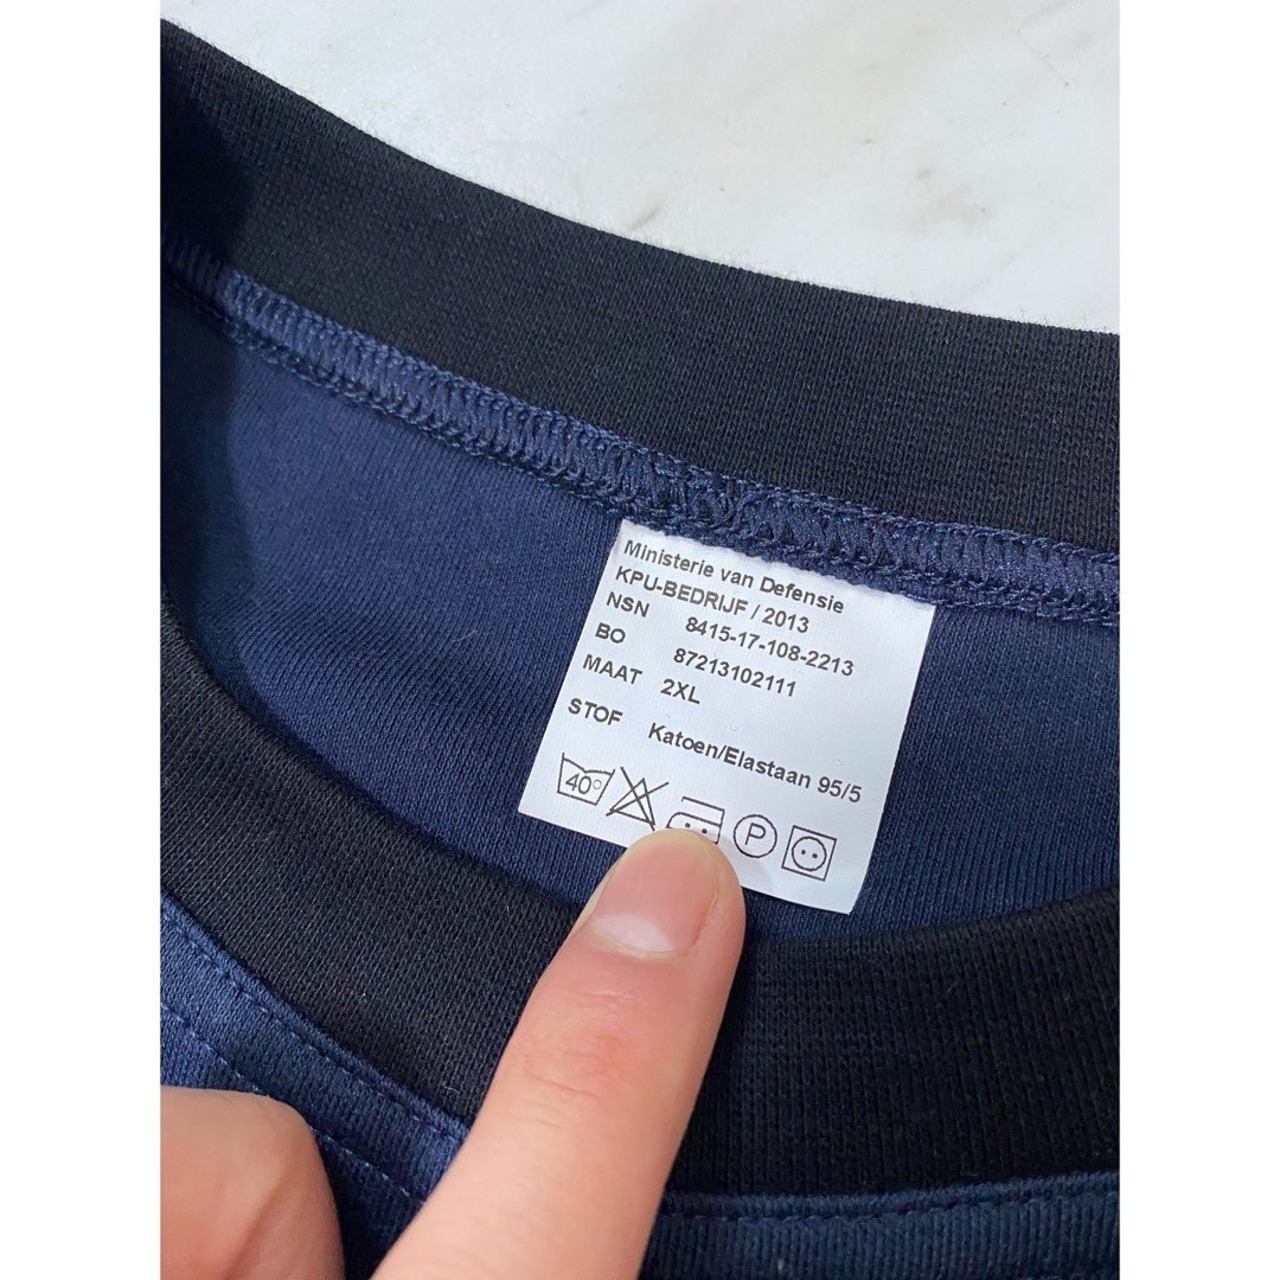 Ministerie van Defensie
KPU-BEDRIJF / 2013
NSN 8415-17-108-2213
BO 87213102111
MAAT 2XL
STOF Katoen/Elastaan 95/5
40° P